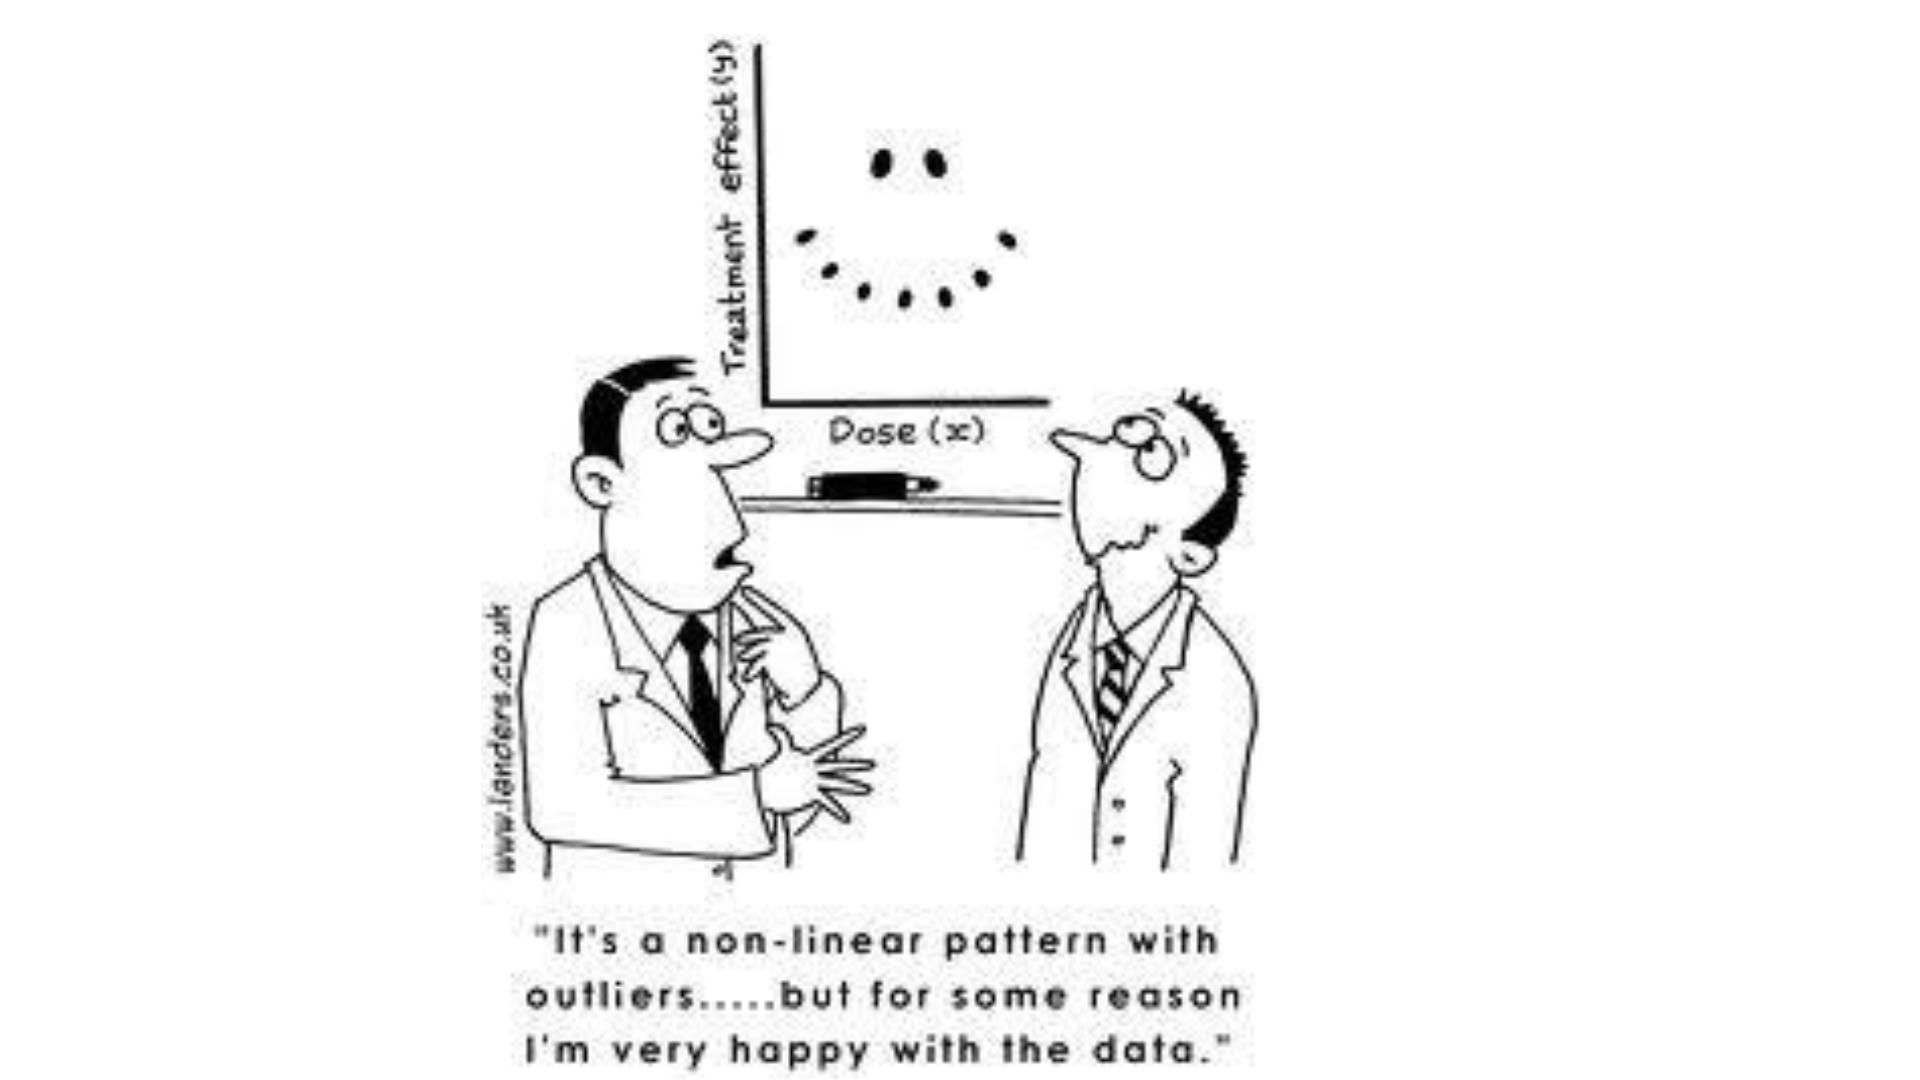 Treatment effect (y)
Dose (x)
www.landers.co.uk
"It's a non-linear pattern with
outliers.....but for some reason
I'm very happy with the data."